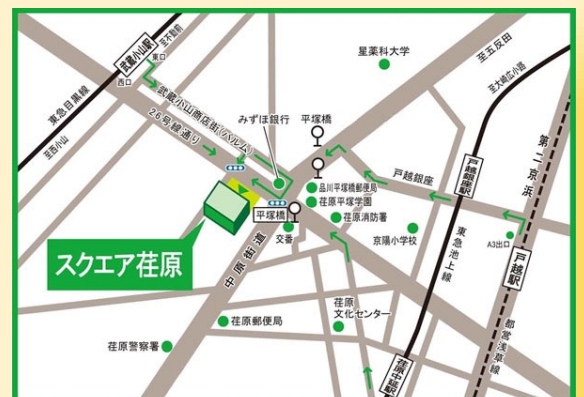 武蔵小山駅
至不動前
東口
西口
東急目黒線
至西小山
26号線通り
武蔵小山商店街(パルム)
みずほ銀行
平塚橋
星薬科大学
至五反田
至大崎広小路
第二京浜
戸越銀座
戸越銀座駅
品川平塚橋郵便局
荏原平塚学園
荏原消防署
平塚橋
交番
京陽小学校
東急池上線
A3出口
戸越駅
スクエア荏原
中原街道
荏原
文化センター
荏原郵便局
荏原警察署
都営浅草線
荏原中延駅